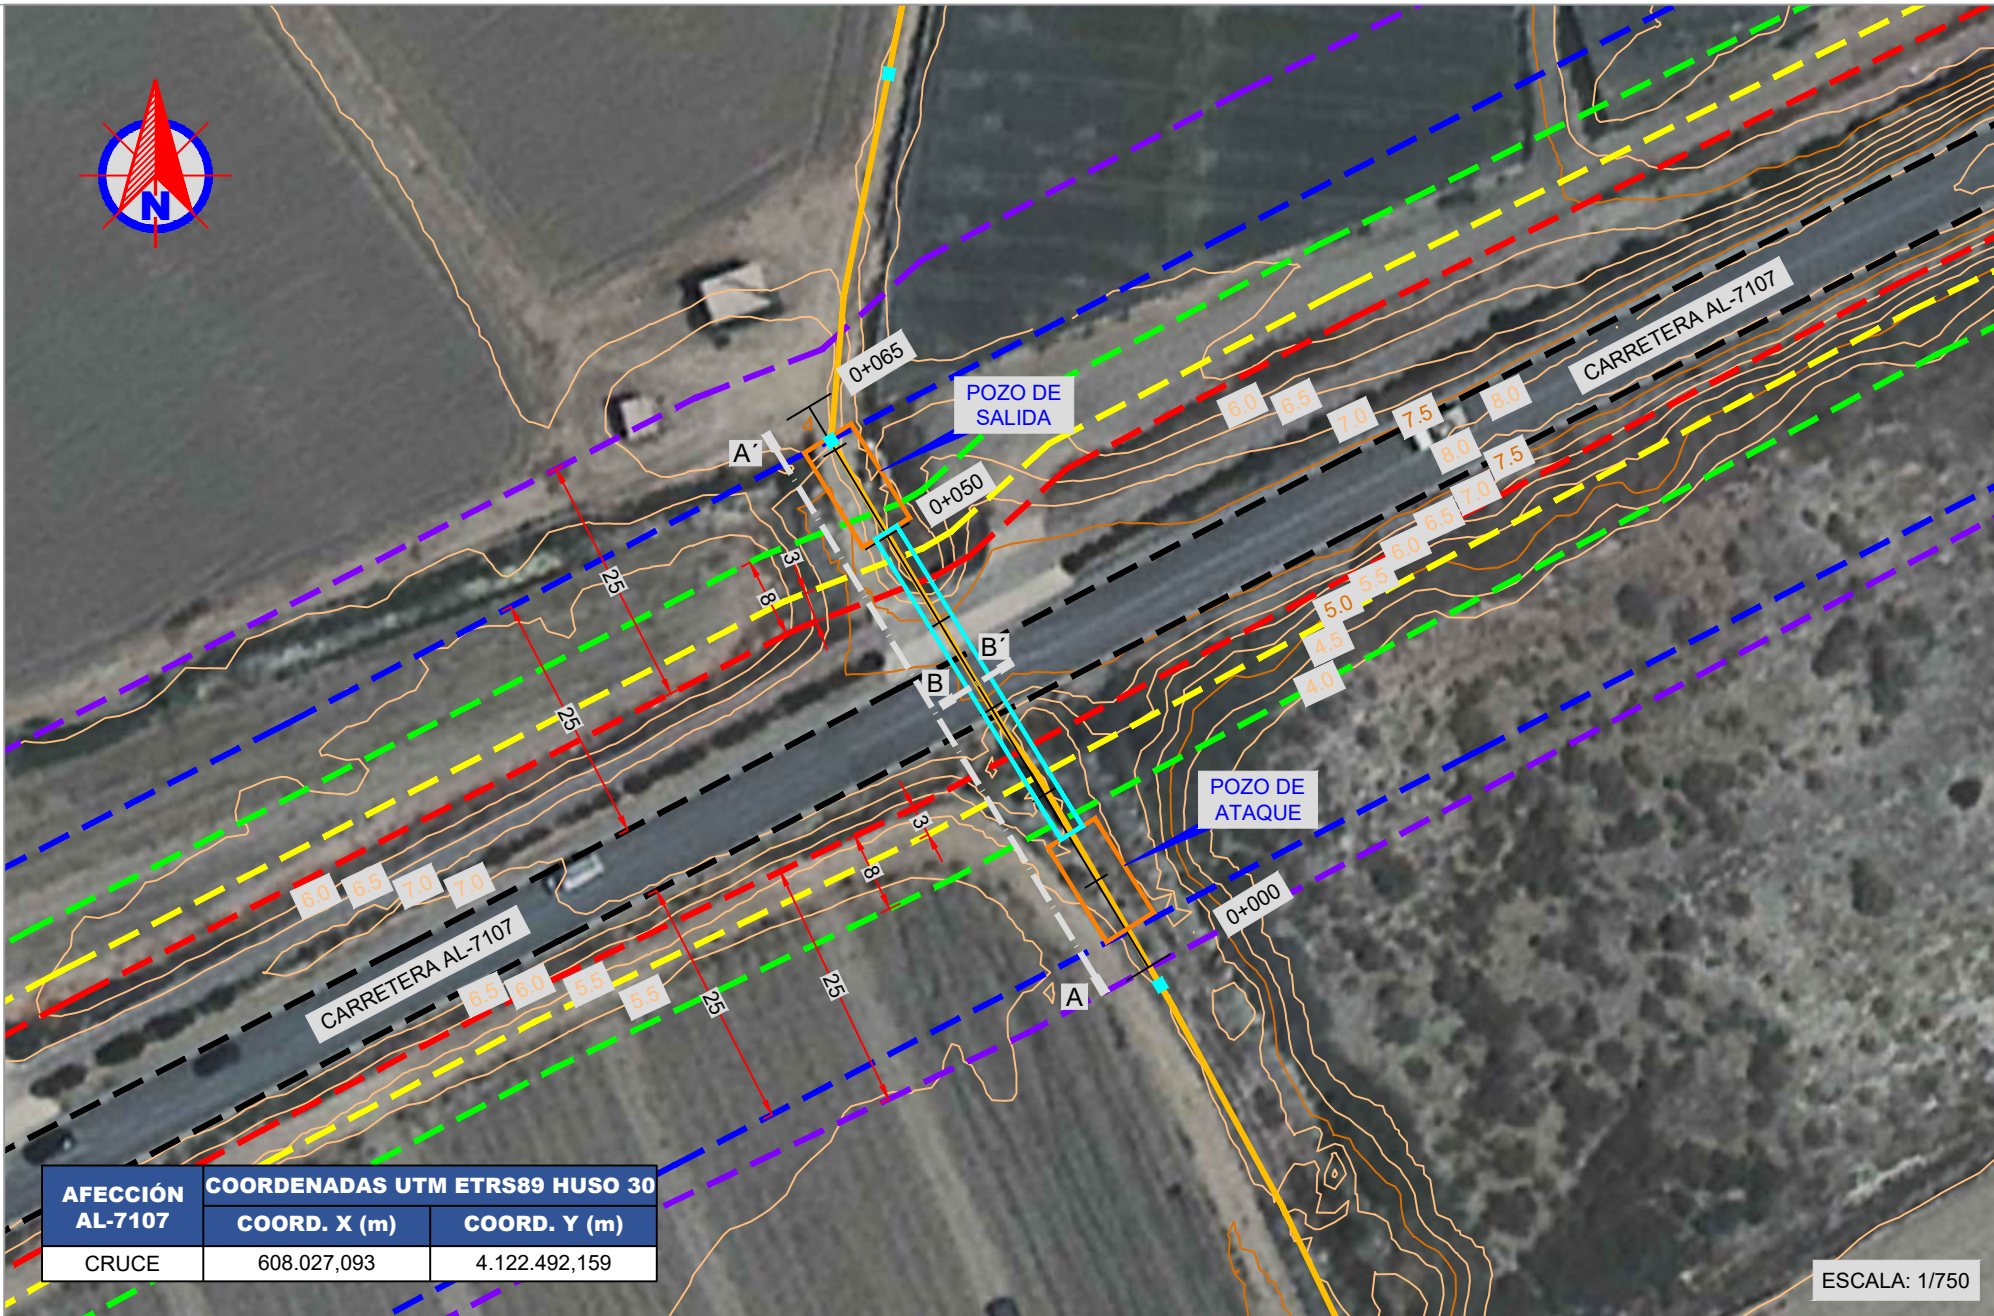 N
0+065
POZO DE
SALIDA
CARRETERA AL-7107
4
A´
0+050
6.0
6.5
7.0
7.5
8.0
8.0
7.5
7.0
6.5
6.0
5.5
5.0
4.5
4.0
25
3
8
25
B´
B
POZO DE
ATAQUE
3
8
0+000
6.0
6.5
7.0
7.0
CARRETERA AL-7107
6.5
6.0
5.5
5.5
25
25
A
AFECCIÓN
AL-7107
COORDENADAS UTM ETRS89 HUSO 30
COORD. X (m)
COORD. Y (m)
CRUCE
608.027,093
4.122.492,159
ESCALA: 1/750